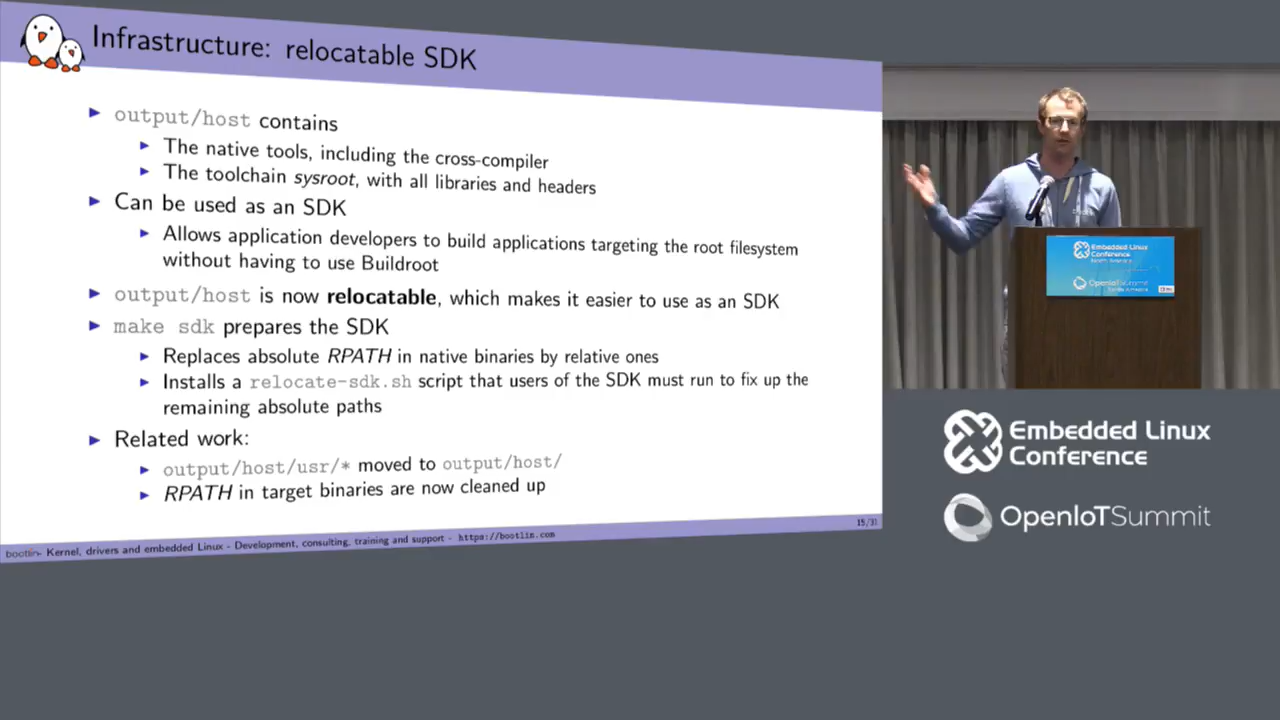 Infrastructure: relocatable SDK
output/host contains
The native tools, including the cross-compiler
The toolchain sysroot, with all libraries and headers
Can be used as an SDK
Allows application developers to build applications targeting the root filesystem
without having to use Buildroot
output/host is now relocatable, which makes it easier to use as an SDK
make sdk prepares the SDK
Replaces absolute RPATH in native binaries by relative ones
Installs a relocate-sdk.sh script that users of the SDK must run to fix up the
remaining absolute paths
Related work:
output/host/usr/* moved to output/host/
RPATH in target binaries are now cleaned up
15/31
bootlin - Kernel, drivers and embedded Linux - Development, consulting, training and support - https://bootlin.com
Embedded Linux
Conference
North America
OpenIoTSummit
Embedded Linux
Conference
OpenIoTSummit